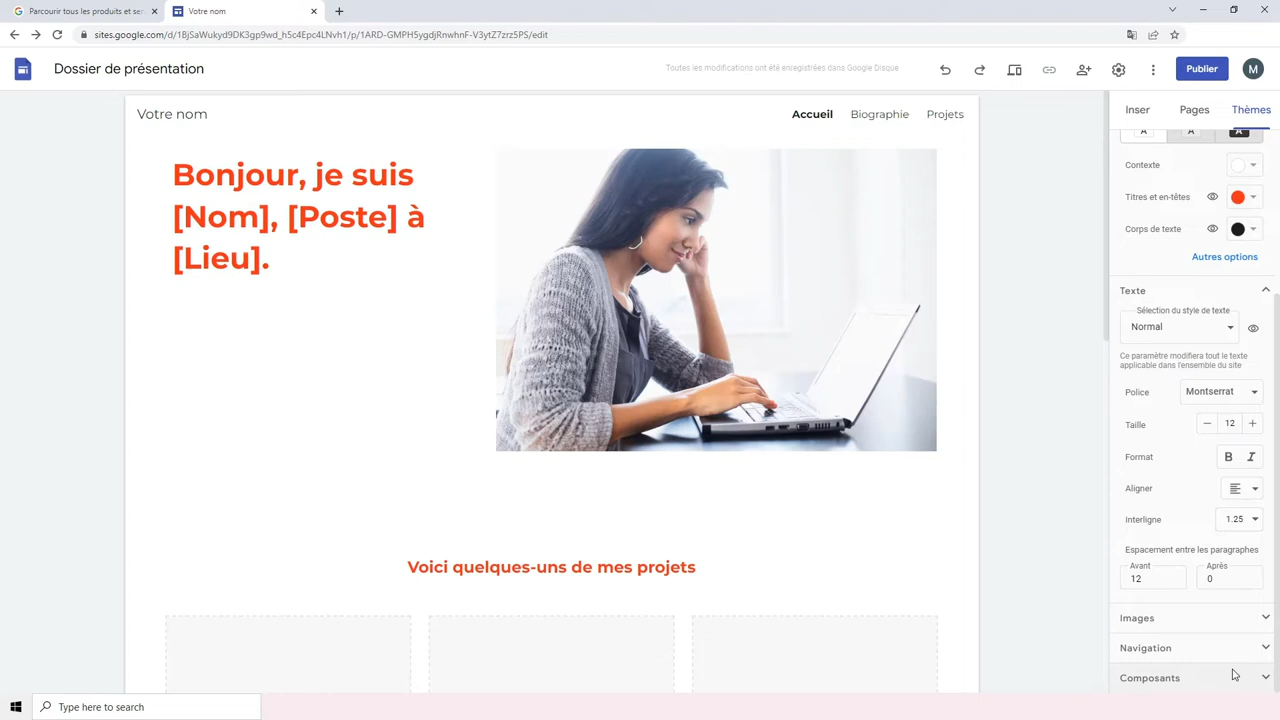 Parcourir tous les produits et se
Votre nom
sites.google.com/d/1BjSaWukyd9DK3gp9wd_h5c4Epc4LNvh1/p/1ARD-GMPH5ygdjRnwhnF-V3ytZ7zrz5PS/edit
Dossier de présentation
Toutes les modifications ont été enregistrées dans Google Disque
Publier
M
Inser
Pages
Thèmes
Votre nom
Accueil
Biographie
Projets
Bonjour, je suis
[Nom], [Poste] à
[Lieu].
Voici quelques-uns de mes projets
A
A
A
Contexte
Titres et en-têtes
Corps de texte
Autres options
Texte
Sélection du style de texte
Normal
Ce paramètre modifiera tout le texte
applicable dans l'ensemble du site
Police
Montserrat
Taille
12
Format
B I
Aligner
Interligne
1.25
Espacement entre les paragraphes
Avant
12
Après
0
Images
Navigation
Composants
Type here to search